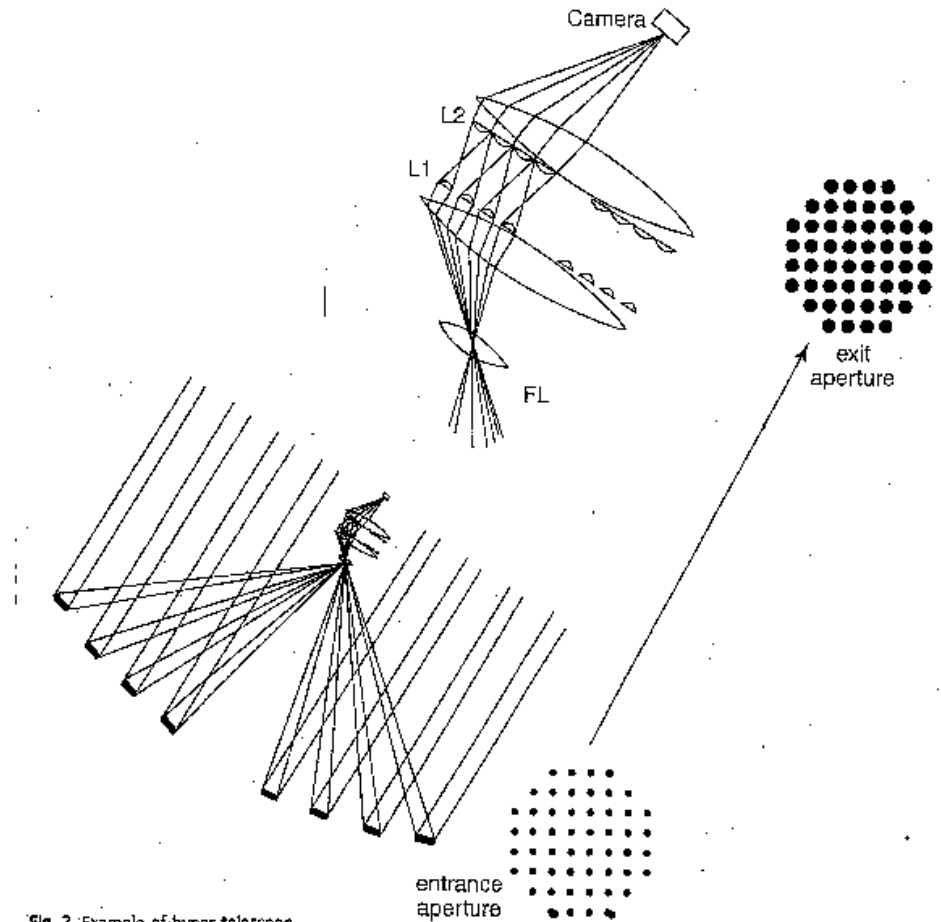 Camera
L2
L1
FL
exit
aperture
entrance
aperture
Fig. 2 Example of hyper telescope